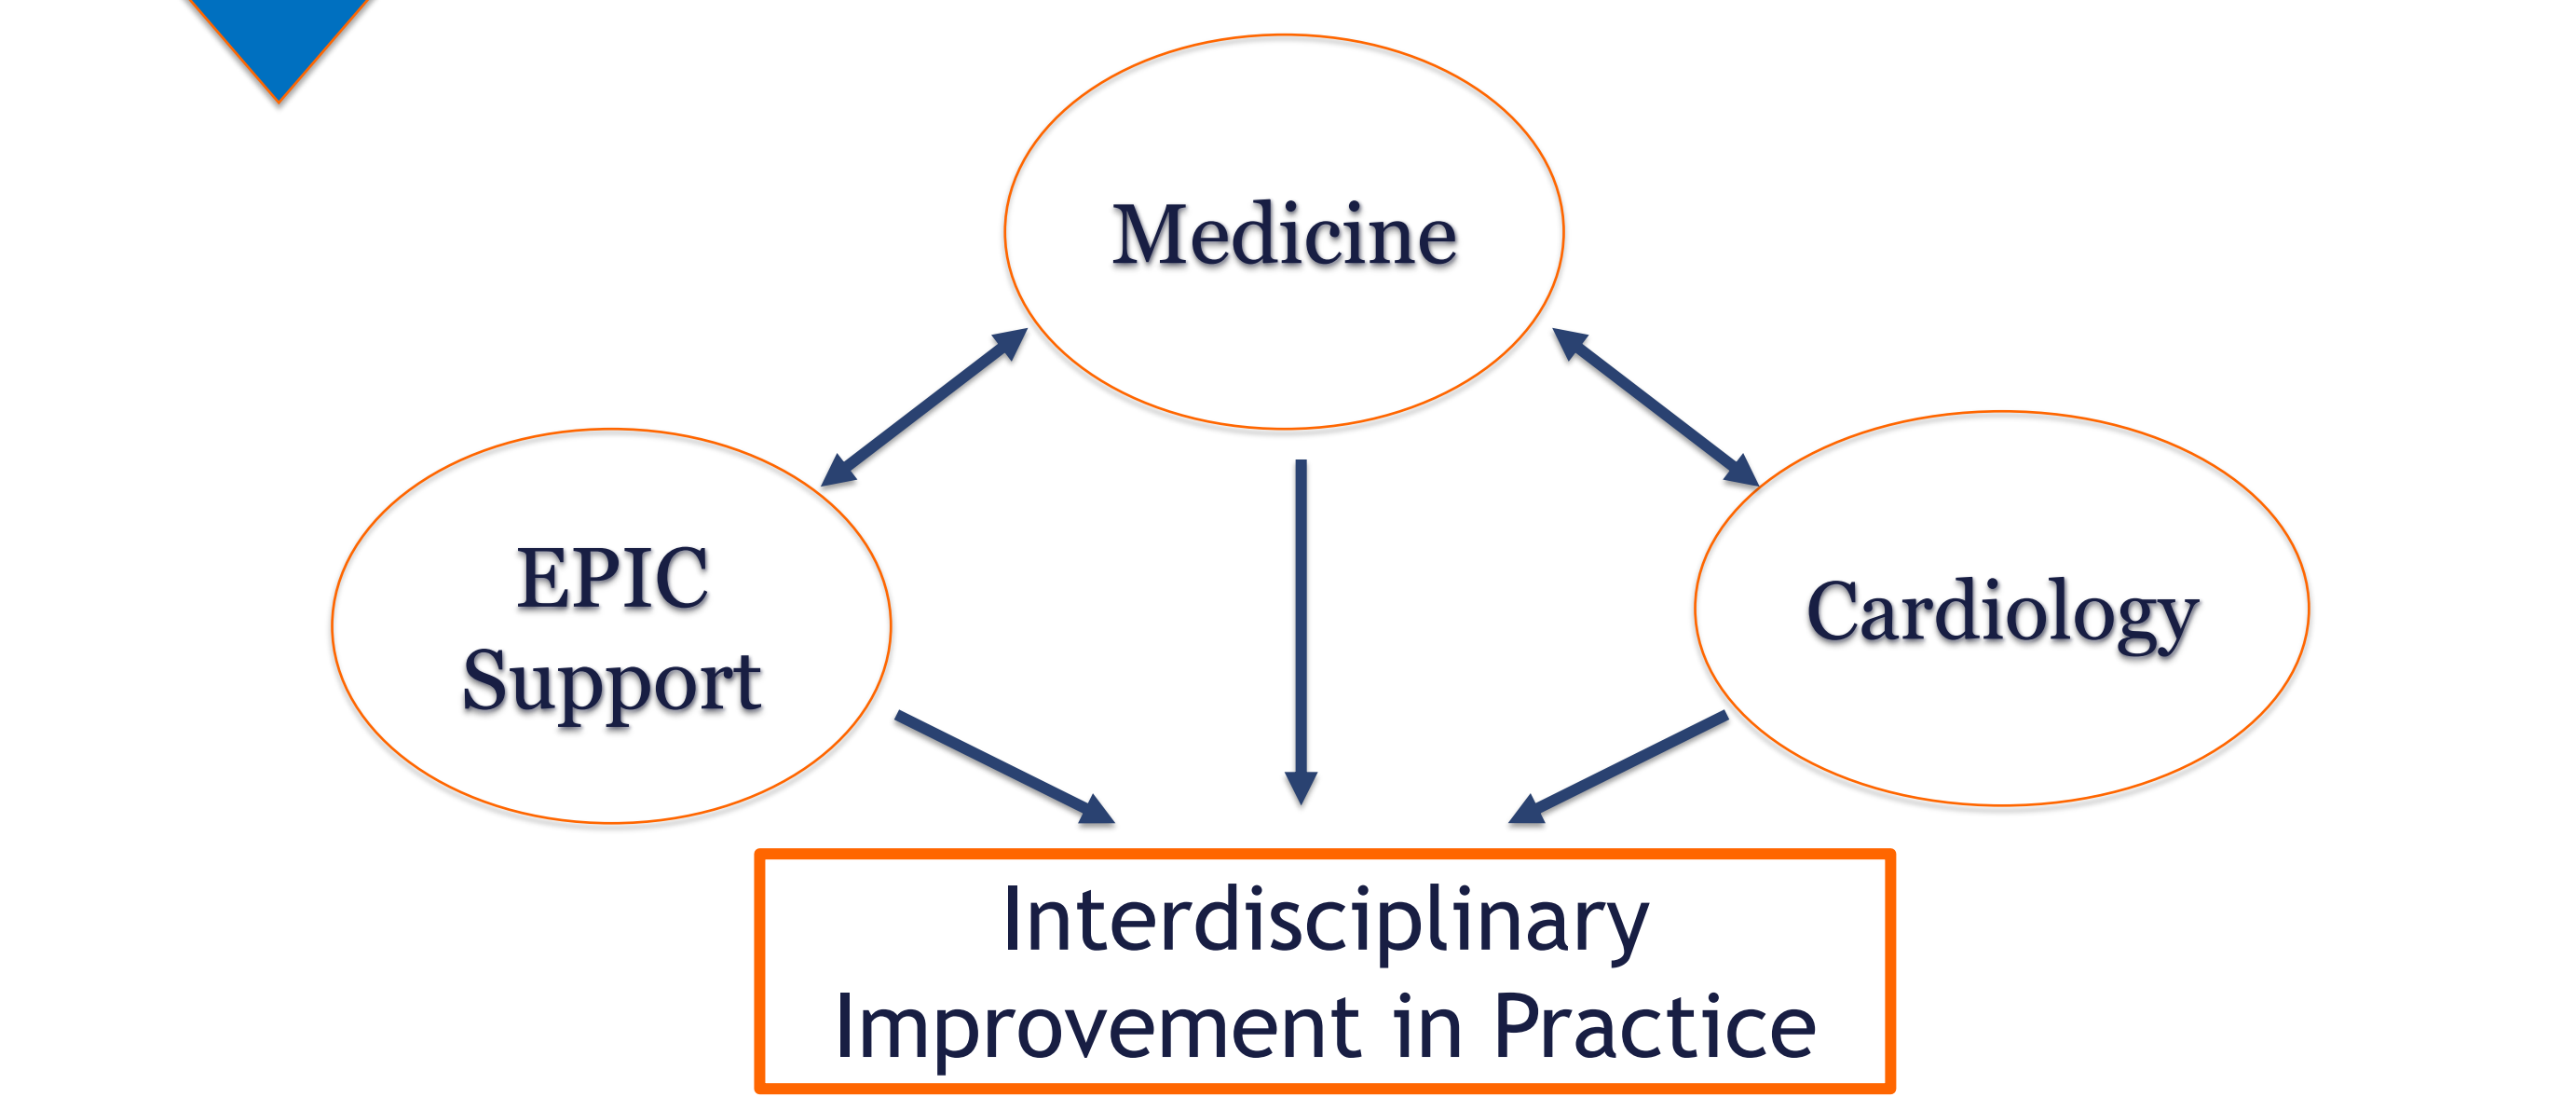 Medicine
EPIC
Support
Cardiology
Interdisciplinary
Improvement in Practice